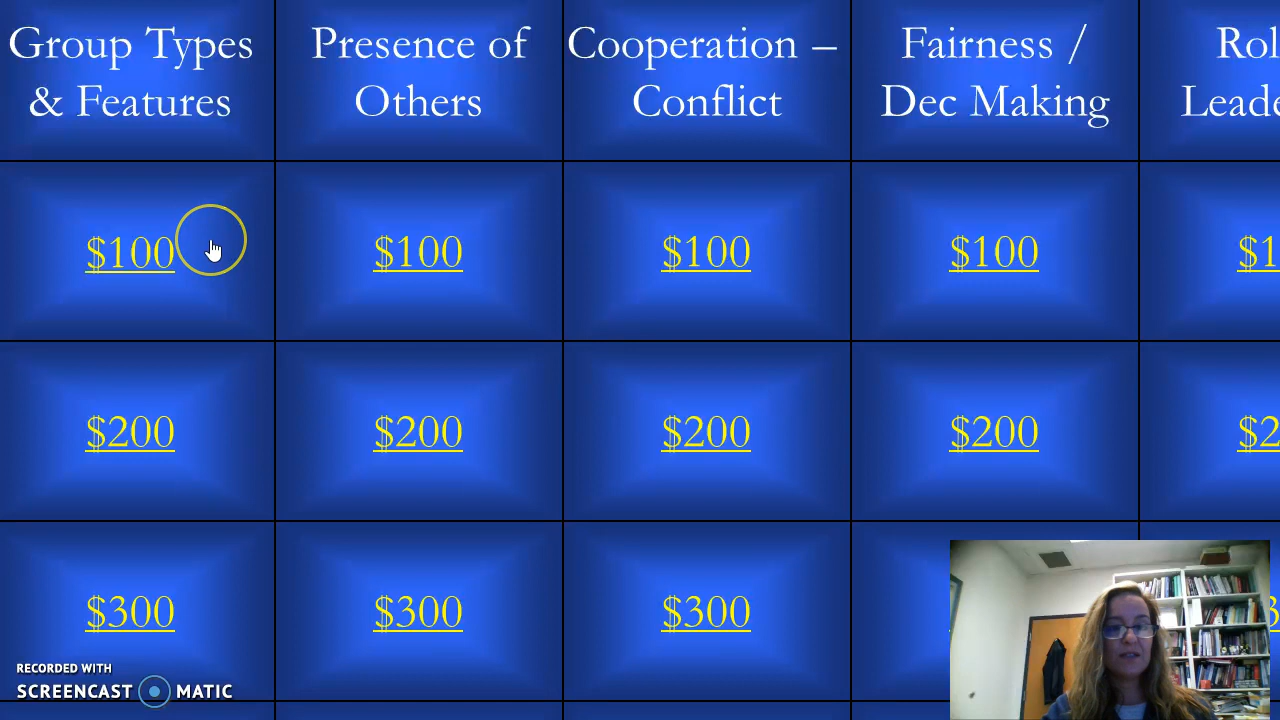 Group Types
& Features
Presence of
Others
Cooperation –
Conflict
Fairness /
Dec Making
$100
$100
$100
$100
$200
$200
$200
$200
$300
$300
$300
RECORDED WITH
SCREENCAST MATIC